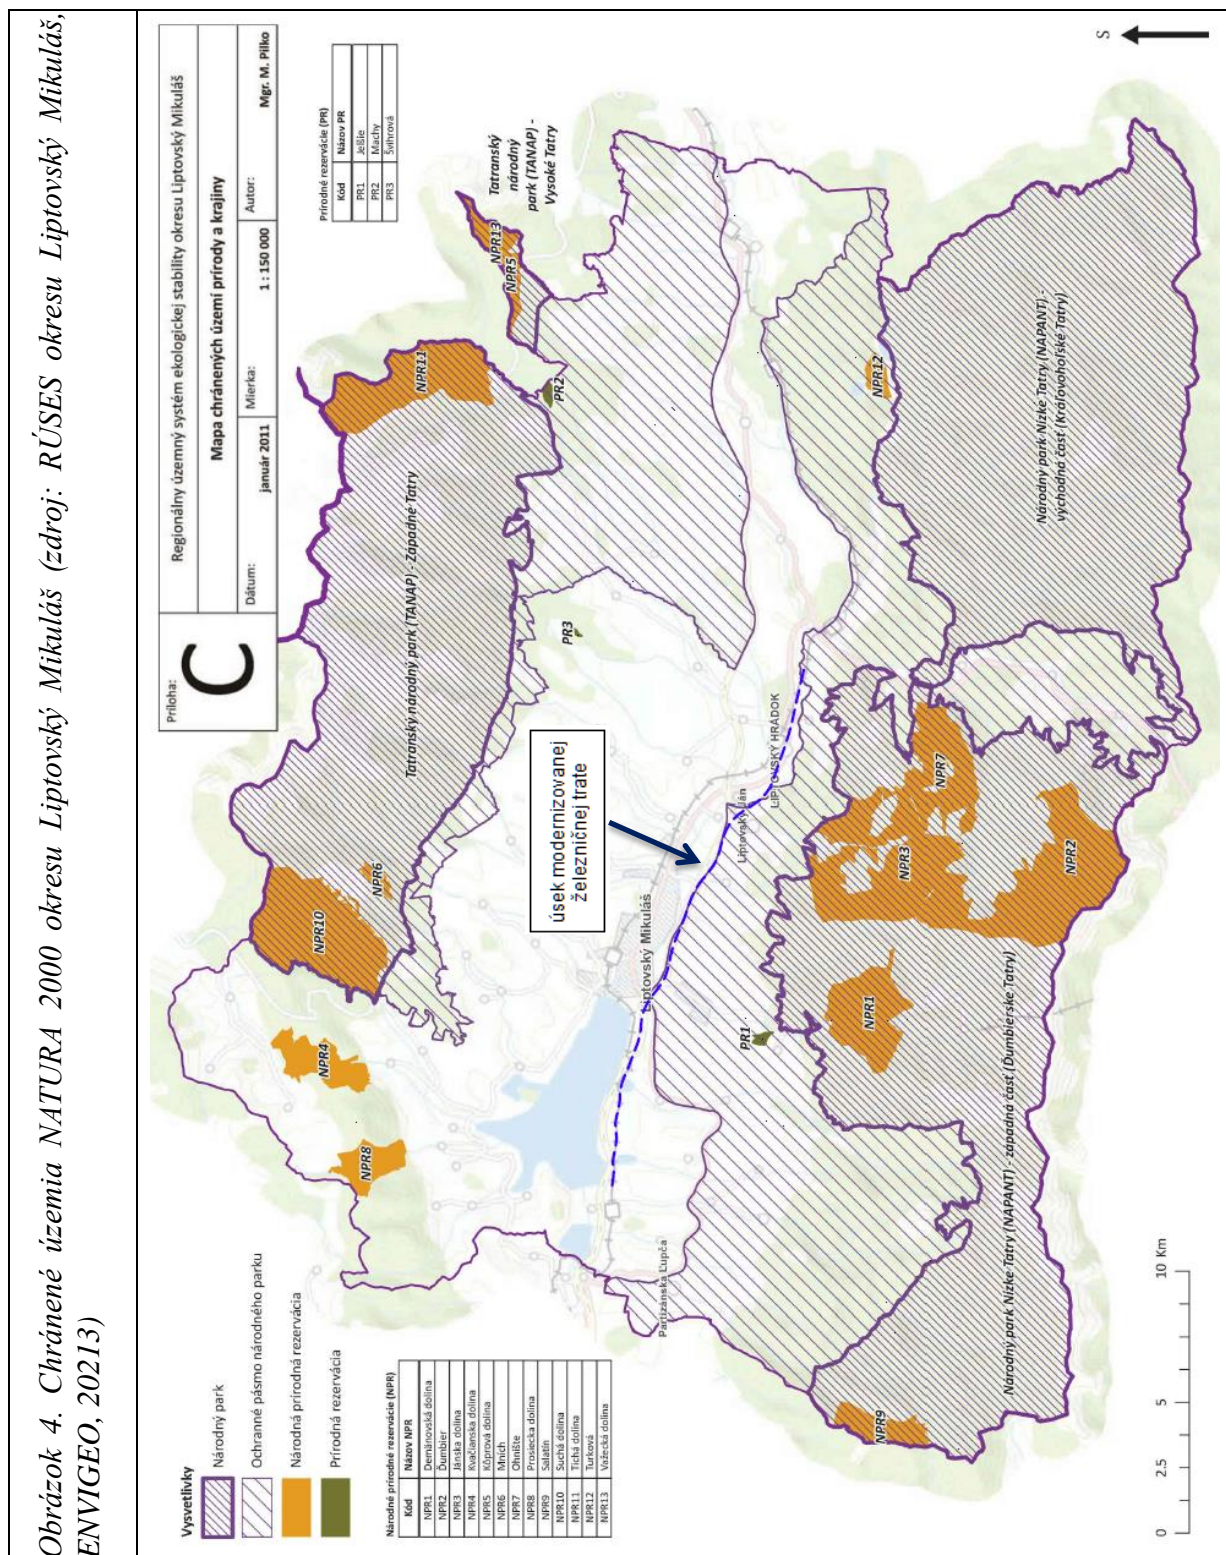 Obrázok 4. Chránené územia NATURA 2000 okresu Liptovský Mikuláš (zdroj: RÚSES okresu Liptovský Mikuláš,
ENVIGEO, 20213)
Príloha:
C
Regionálny územný systém ekologickej stability okresu Liptovský Mikuláš
Mapa chránených území prírody a krajiny
Dátum:
január 2011
Mierka:
1 : 150 000
Autor:
Mgr. M. Pilko
Prírodné rezervácie (PR)
Kód Názov PR
PR1 Jelšie
PR2 Machy
PR3 Švihrová
S
Tatranský
národný
park (TANAP) -
Vysoké Tatry
NPR13
NPR5
NPR11
PR2
Tatranský národný park (TANAP) - Západné Tatry
PR3
NPR10
NPR6
NPR4
NPR8
úsek modernizovanej
železničnej trate
Liptovský Mikuláš
Liptovský Ján
LIPTOVSKÝ HRÁDOK
Partizánska Ľupča
NPR12
Národný park Nízke Tatry (NAPANT) -
východná časť (Kráľovohoľské Tatry)
NPR7
NPR3
NPR2
NPR1
PR1
Národný park Nízke Tatry (NAPANT) - západná časť (Ďumbierske Tatry)
NPR9
Vysvetlivky
Národný park
Ochranné pásmo národného parku
Národná prírodná rezervácia
Prírodná rezervácia
Národné prírodné rezervácie (NPR)
Kód Názov NPR
NPR1 Demänovská dolina
NPR2 Ďumbier
NPR3 Jánska dolina
NPR4 Kvačianska dolina
NPR5 Kôprová dolina
NPR6 Mnich
NPR7 Ohnište
NPR8 Prosiecka dolina
NPR9 Salatín
NPR10 Suchá dolina
NPR11 Tichá dolina
NPR12 Turková
NPR13 Važecká dolina
0 2.5 5 10 Km